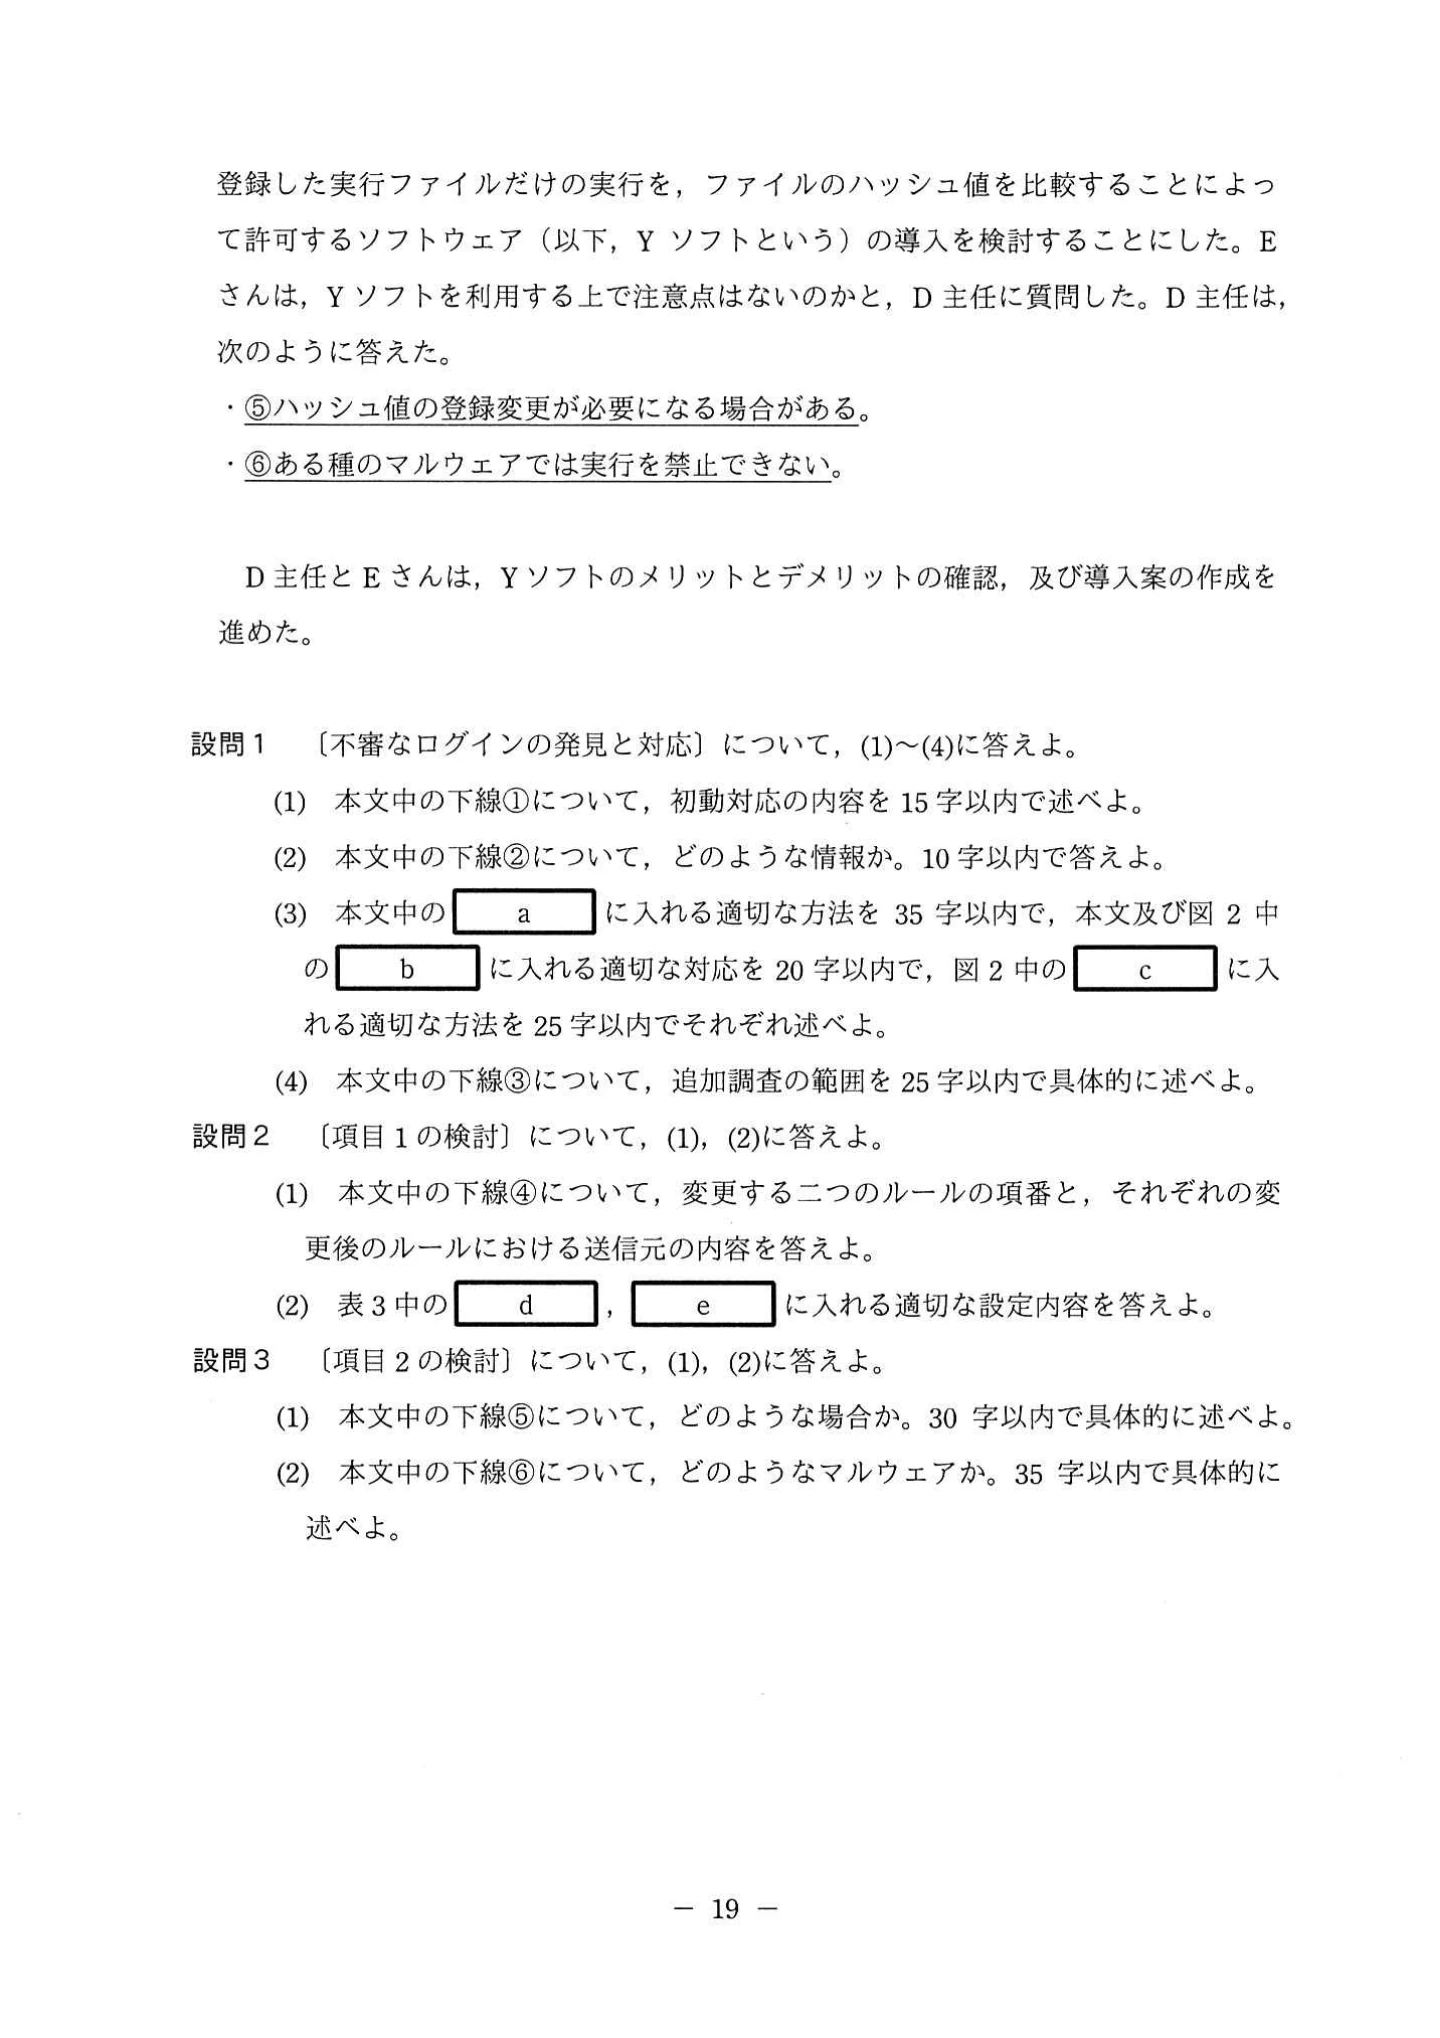 登録した実行ファイルだけの実行を，ファイルのハッシュ値を比較することによっ
て許可するソフトウェア（以下，Y ソフトという）の導入を検討することにした。E
さんは，Y ソフトを利用する上で注意点はないのかと，D 主任に質問した。D 主任は，
次のように答えた。
・⑤ハッシュ値の登録変更が必要になる場合がある。
・⑥ある種のマルウェアでは実行を禁止できない。
D 主任と E さんは，Y ソフトのメリットとデメリットの確認，及び導入案の作成を
進めた。
設問1 〔不審なログインの発見と対応〕について，(1)～(4)に答えよ。
(1) 本文中の下線①について，初動対応の内容を 15 字以内で述べよ。
(2) 本文中の下線②について，どのような情報か。10 字以内で答えよ。
(3) 本文中の a に入れる適切な方法を 35 字以内で，本文及び図 2 中
の b に入れる適切な対応を 20 字以内で，図 2 中の c に入
れる適切な方法を 25 字以内でそれぞれ述べよ。
(4) 本文中の下線③について，追加調査の範囲を 25 字以内で具体的に述べよ。
設問2 〔項目 1 の検討〕について，(1)，(2)に答えよ。
(1) 本文中の下線④について，変更する二つのルールの項番と，それぞれの変
更後のルールにおける送信元の内容を答えよ。
(2) 表 3 中の d ， e に入れる適切な設定内容を答えよ。
設問3 〔項目 2 の検討〕について，(1)，(2)に答えよ。
(1) 本文中の下線⑤について，どのような場合か。30 字以内で具体的に述べよ。
(2) 本文中の下線⑥について，どのようなマルウェアか。35 字以内で具体的に
述べよ。
－ 19 －